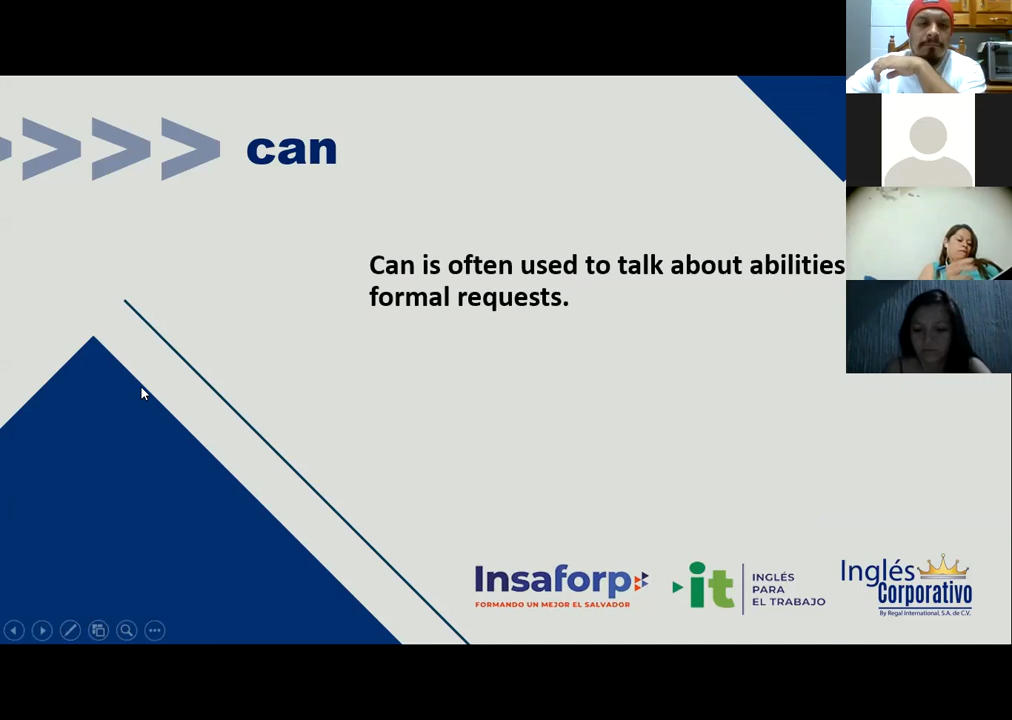 can
Can is often used to talk about abilities
formal requests.
Insaforp
FORMANDO UN MEJOR EL SALVADOR
it
INGLÉS
PARA
EL TRABAJO
Inglés
Corporativo
By Regal International, S.A. de C.V.